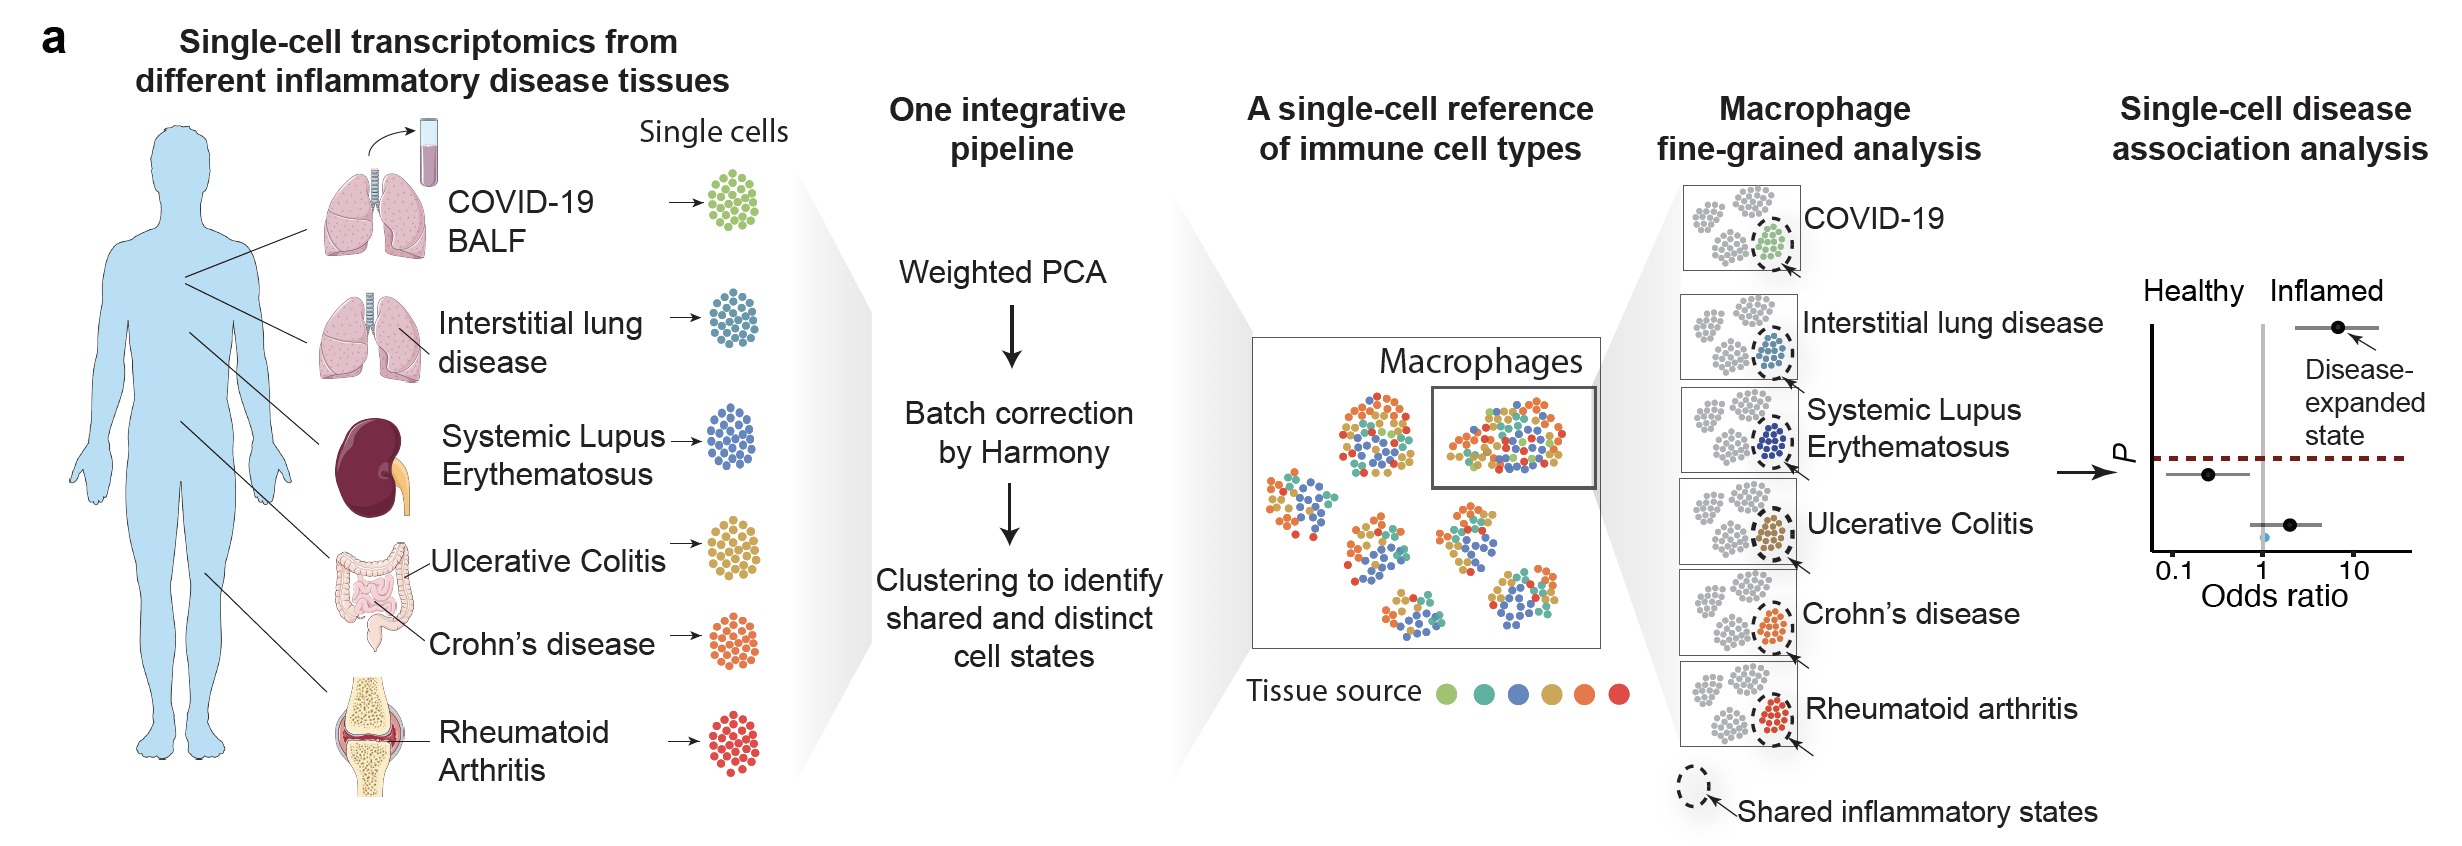 a
Single-cell transcriptomics from
different inflammatory disease tissues
Single cells
COVID-19
BALF
Interstitial lung
disease
Systemic Lupus
Erythematosus
Ulcerative Colitis
Crohn’s disease
Rheumatoid
Arthritis
One integrative
pipeline
Weighted PCA
Batch correction
by Harmony
Clustering to identify
shared and distinct
cell states
A single-cell reference
of immune cell types
Macrophages
Tissue source
Macrophage
fine-grained analysis
COVID-19
Interstitial lung disease
Systemic Lupus
Erythematosus
Ulcerative Colitis
Crohn’s disease
Rheumatoid arthritis
Shared inflammatory states
Single-cell disease
association analysis
Healthy Inflamed
Disease-
expanded
state
P
0.1 1 10
Odds ratio